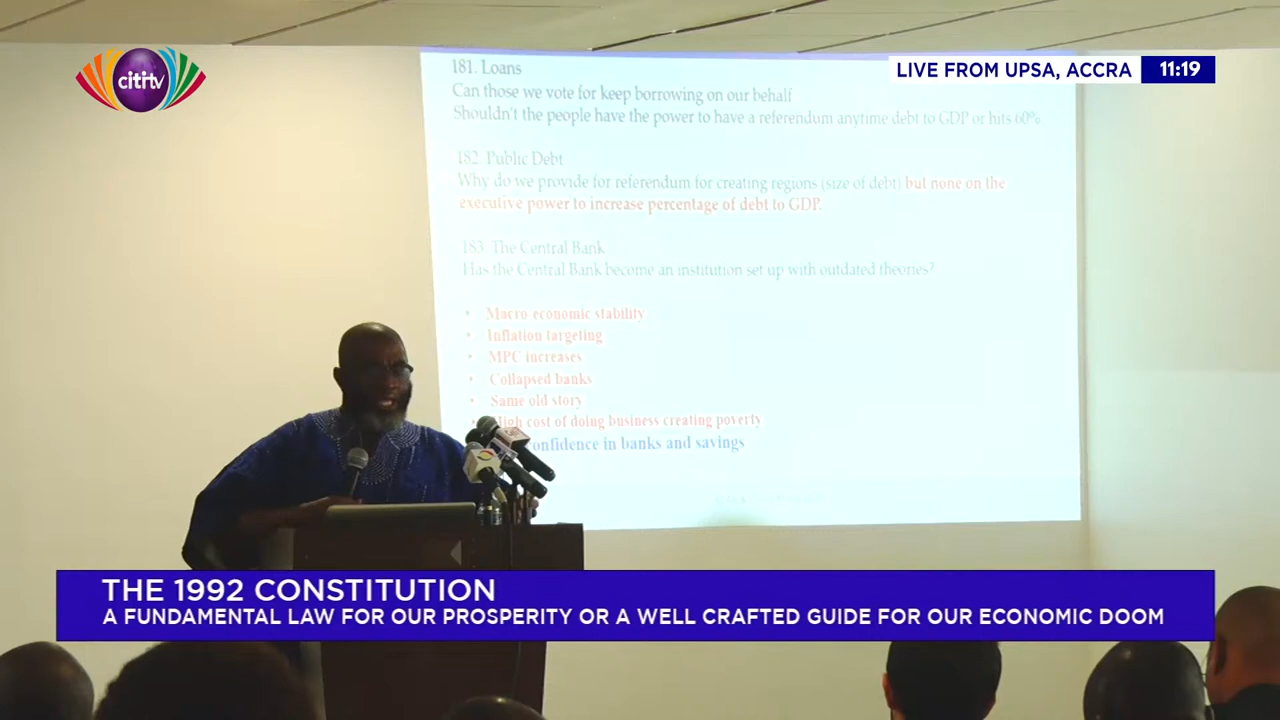 citi tv
LIVE FROM UPSA, ACCRA 11:19
181. Loans
Can those we vote for keep borrowing on our behalf
Shouldn't the people have the power to have a referendum anytime debt to GDP or hits 60%.
182. Public Debt
Why do we provide for referendum for creating regions (size of debt) but none on the
executive power to increase percentage of debt to GDP.
183. The Central Bank
Has the Central Bank become an institution set up with outdated theories?
• Macro economic stability
• Inflation targeting
• MPC increases
• Collapsed banks
• Same old story
• High cost of doing business creating poverty
onfidence in banks and savings
THE 1992 CONSTITUTION
A FUNDAMENTAL LAW FOR OUR PROSPERITY OR A WELL CRAFTED GUIDE FOR OUR ECONOMIC DOOM